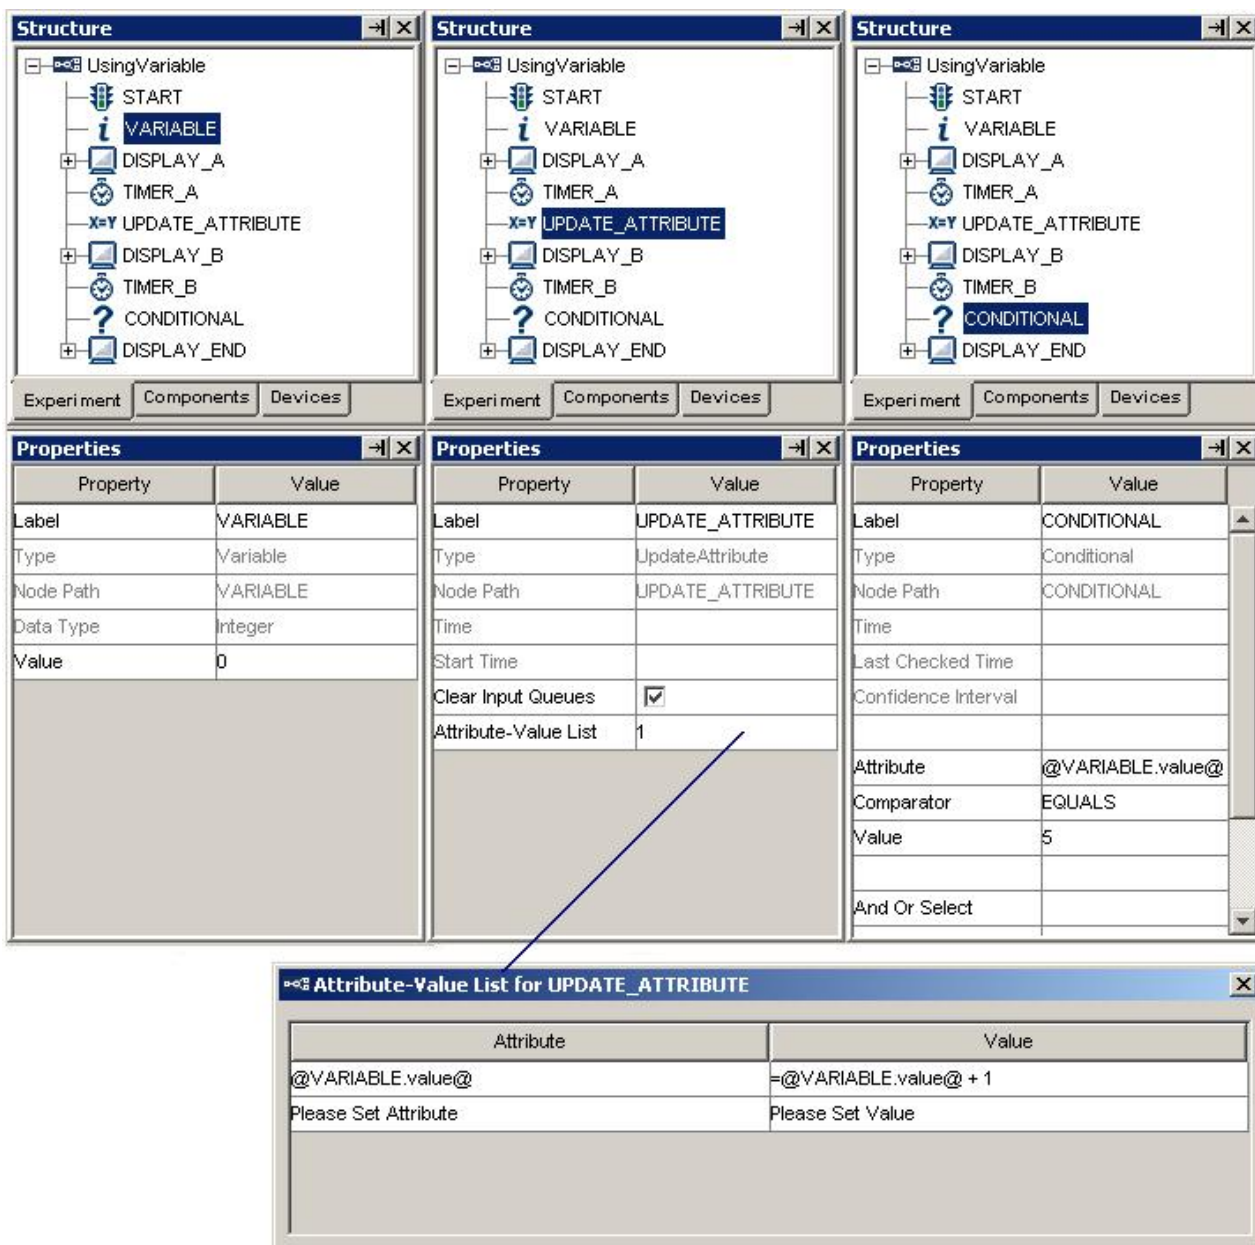 Structure
UsingVariable
START
i VARIABLE
DISPLAY_A
TIMER_A
X=Y UPDATE_ATTRIBUTE
DISPLAY_B
TIMER_B
? CONDITIONAL
DISPLAY_END
Experiment Components Devices
Properties
Property Value
Label VARIABLE
Type Variable
Node Path VARIABLE
Data Type Integer
Value 0
Structure
UsingVariable
START
i VARIABLE
DISPLAY_A
TIMER_A
X=Y UPDATE_ATTRIBUTE
DISPLAY_B
TIMER_B
? CONDITIONAL
DISPLAY_END
Experiment Components Devices
Properties
Property Value
Label UPDATE_ATTRIBUTE
Type UpdateAttribute
Node Path UPDATE_ATTRIBUTE
Time
Start Time
Clear Input Queues
Attribute-Value List 1
Structure
UsingVariable
START
i VARIABLE
DISPLAY_A
TIMER_A
X=Y UPDATE_ATTRIBUTE
DISPLAY_B
TIMER_B
? CONDITIONAL
DISPLAY_END
Experiment Components Devices
Properties
Property Value
Label CONDITIONAL
Type Conditional
Node Path CONDITIONAL
Time
Last Checked Time
Confidence Interval
Attribute @VARIABLE.value@
Comparator EQUALS
Value 5
And Or Select
Attribute-Value List for UPDATE_ATTRIBUTE
Attribute Value
@VARIABLE.value@ =@VARIABLE.value@ + 1
Please Set Attribute Please Set Value